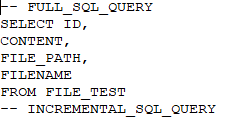 -- FULL_SQL_QUERY
SELECT ID,
CONTENT,
FILE_PATH,
FILENAME
FROM FILE_TEST
-- INCREMENTAL_SQL_QUERY